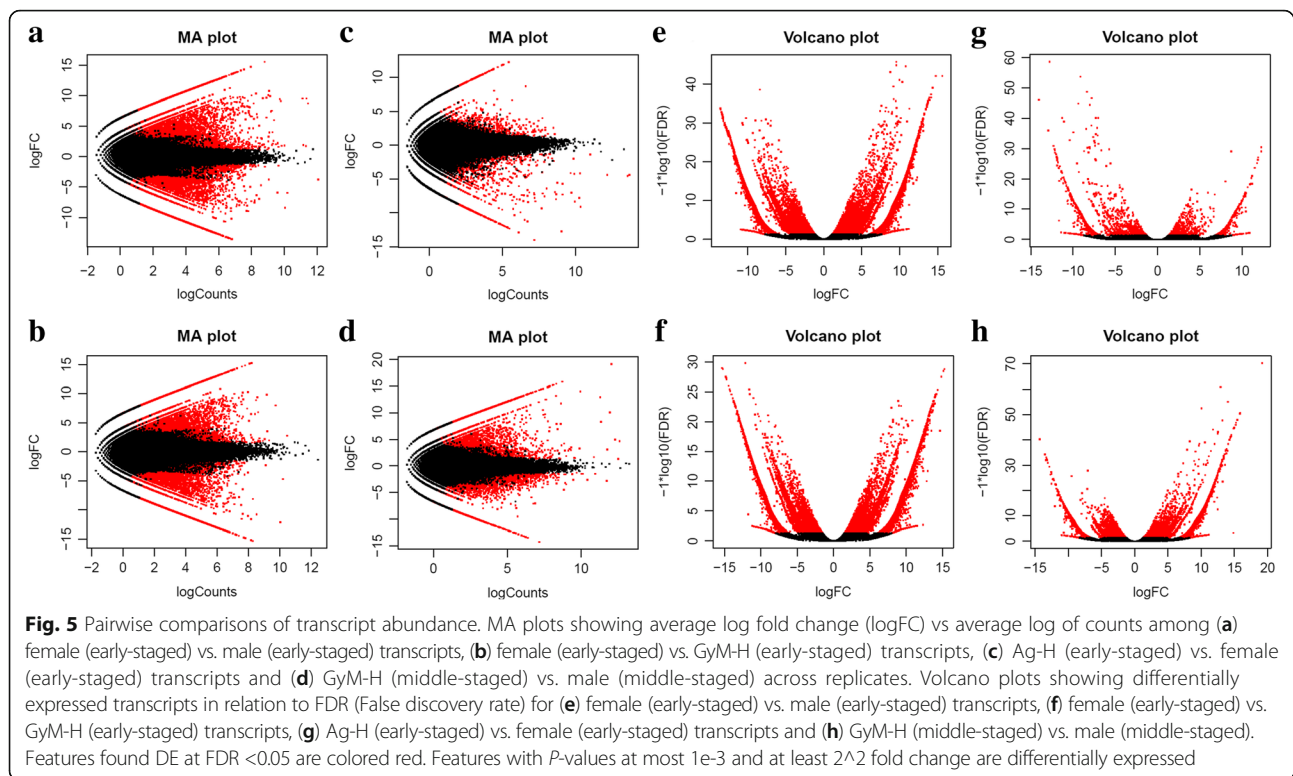 a
MA plot
logFC
15
10
5
0
−5
−10
−2 0 2 4 6 8 10 12
logCounts
c
MA plot
logFC
10
5
0
−5
−15
0 5 10
logCounts
e
Volcano plot
−1*log10(FDR)
40
30
20
10
0
−10 −5 0 5 10 15
logFC
g
Volcano plot
−1*log10(FDR)
60
50
40
30
20
10
0
−10 −5 0 5 10
logFC
b
MA plot
logFC
15
5
0
−5
−15
−2 0 2 4 6 8 10 12
logCounts
d
MA plot
logFC
20
15
10
5
0
−5
−15
0 5 10
logCounts
f
Volcano plot
−1*log10(FDR)
30
25
20
15
10
5
0
−15 −10 −5 0 5 10 15
logFC
h
Volcano plot
−1*log10(FDR)
70
50
30
10
0
−15 −10 −5 0 5 10 15 20
logFC
Fig. 5 Pairwise comparisons of transcript abundance. MA plots showing average log fold change (logFC) vs average log of counts among (a)
female (early-staged) vs. male (early-staged) transcripts, (b) female (early-staged) vs. GyM-H (early-staged) transcripts, (c) Ag-H (early-staged) vs. female
(early-staged) transcripts and (d) GyM-H (middle-staged) vs. male (middle-staged) across replicates. Volcano plots showing differentially
expressed transcripts in relation to FDR (False discovery rate) for (e) female (early-staged) vs. male (early-staged) transcripts, (f) female (early-staged) vs.
GyM-H (early-staged) transcripts, (g) Ag-H (early-staged) vs. female (early-staged) transcripts and (h) GyM-H (middle-staged) vs. male (middle-staged).
Features found DE at FDR <0.05 are colored red. Features with P-values at most 1e-3 and at least 2^2 fold change are differentially expressed